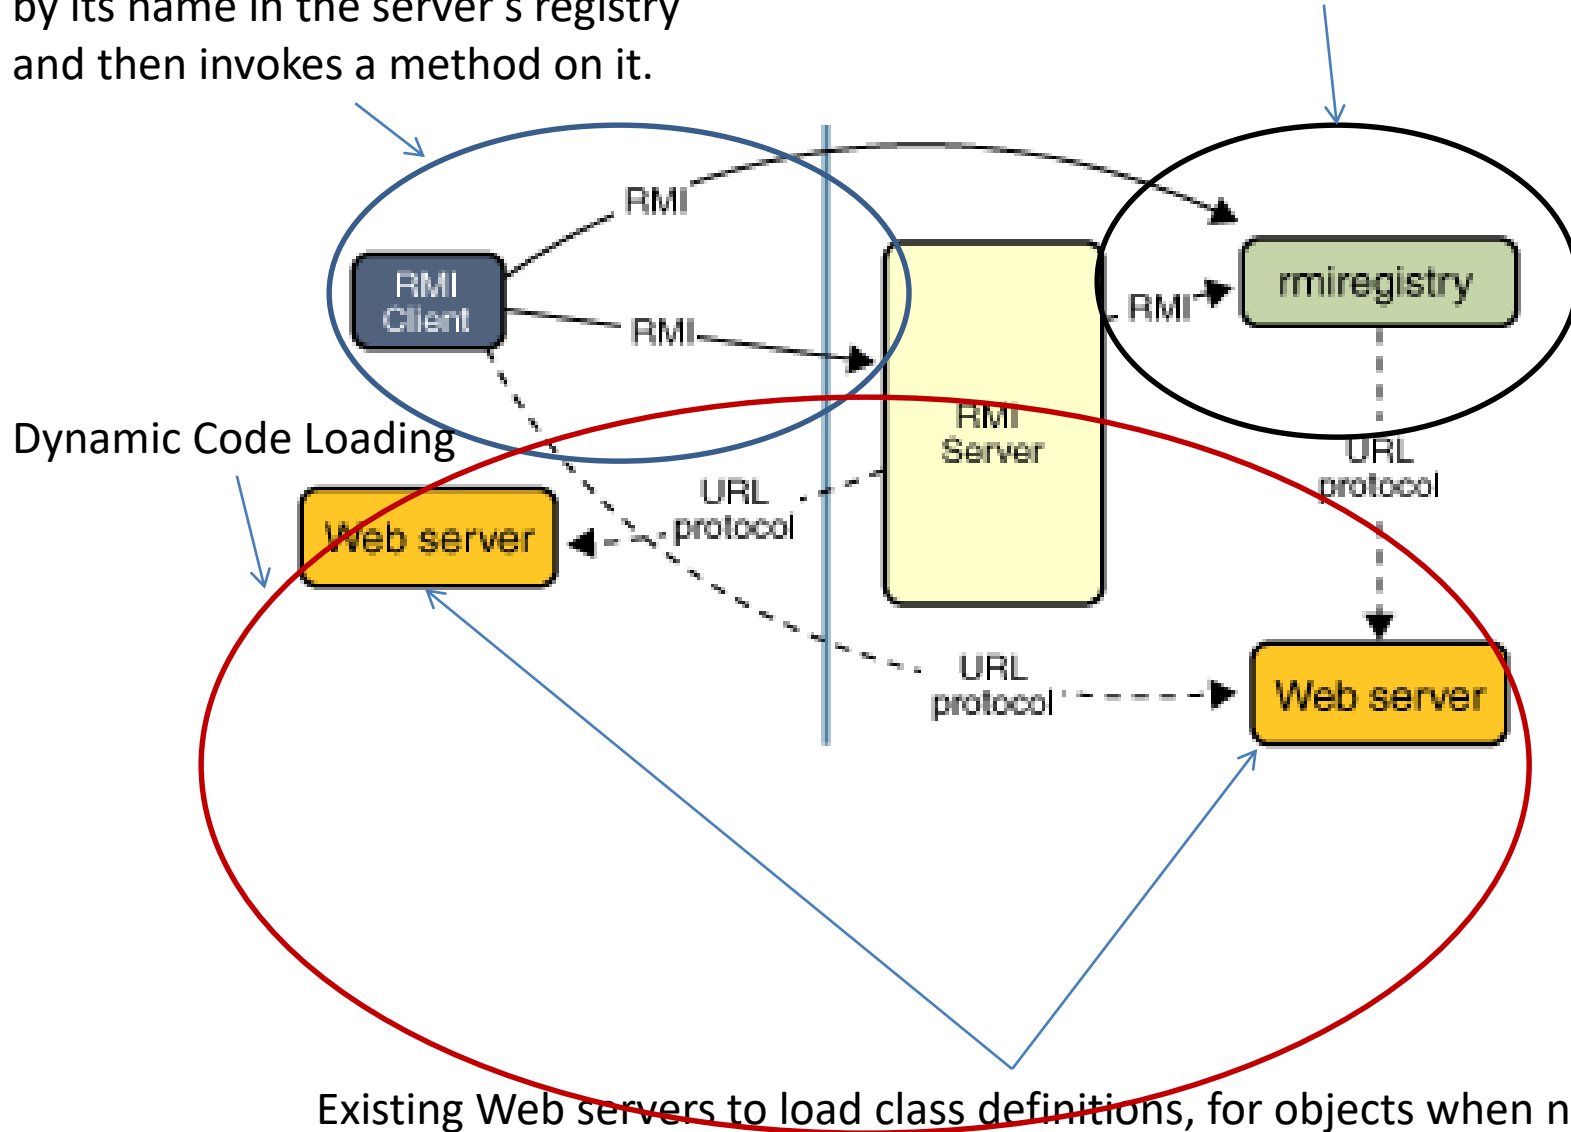 by its name in the server's registry
and then invokes a method on it.
RMI
RMI
Client
RMI
RMI
Server
RMI
rmiregistry
Dynamic Code Loading
Web server
URL
protocol
URL
protocol
URL
protocol
Web server
Existing Web servers to load class definitions, for objects when n